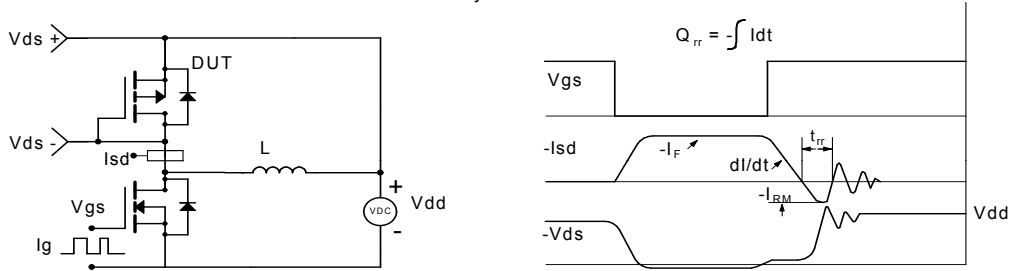 Vds +
DUT
Vds -
Isd
L
Vgs
+
VDC
-
Vdd
Ig
Q rr = -∫ Idt
Vgs
-Isd
-I F
dI/dt
t rr
-I RM
Vdd
-Vds